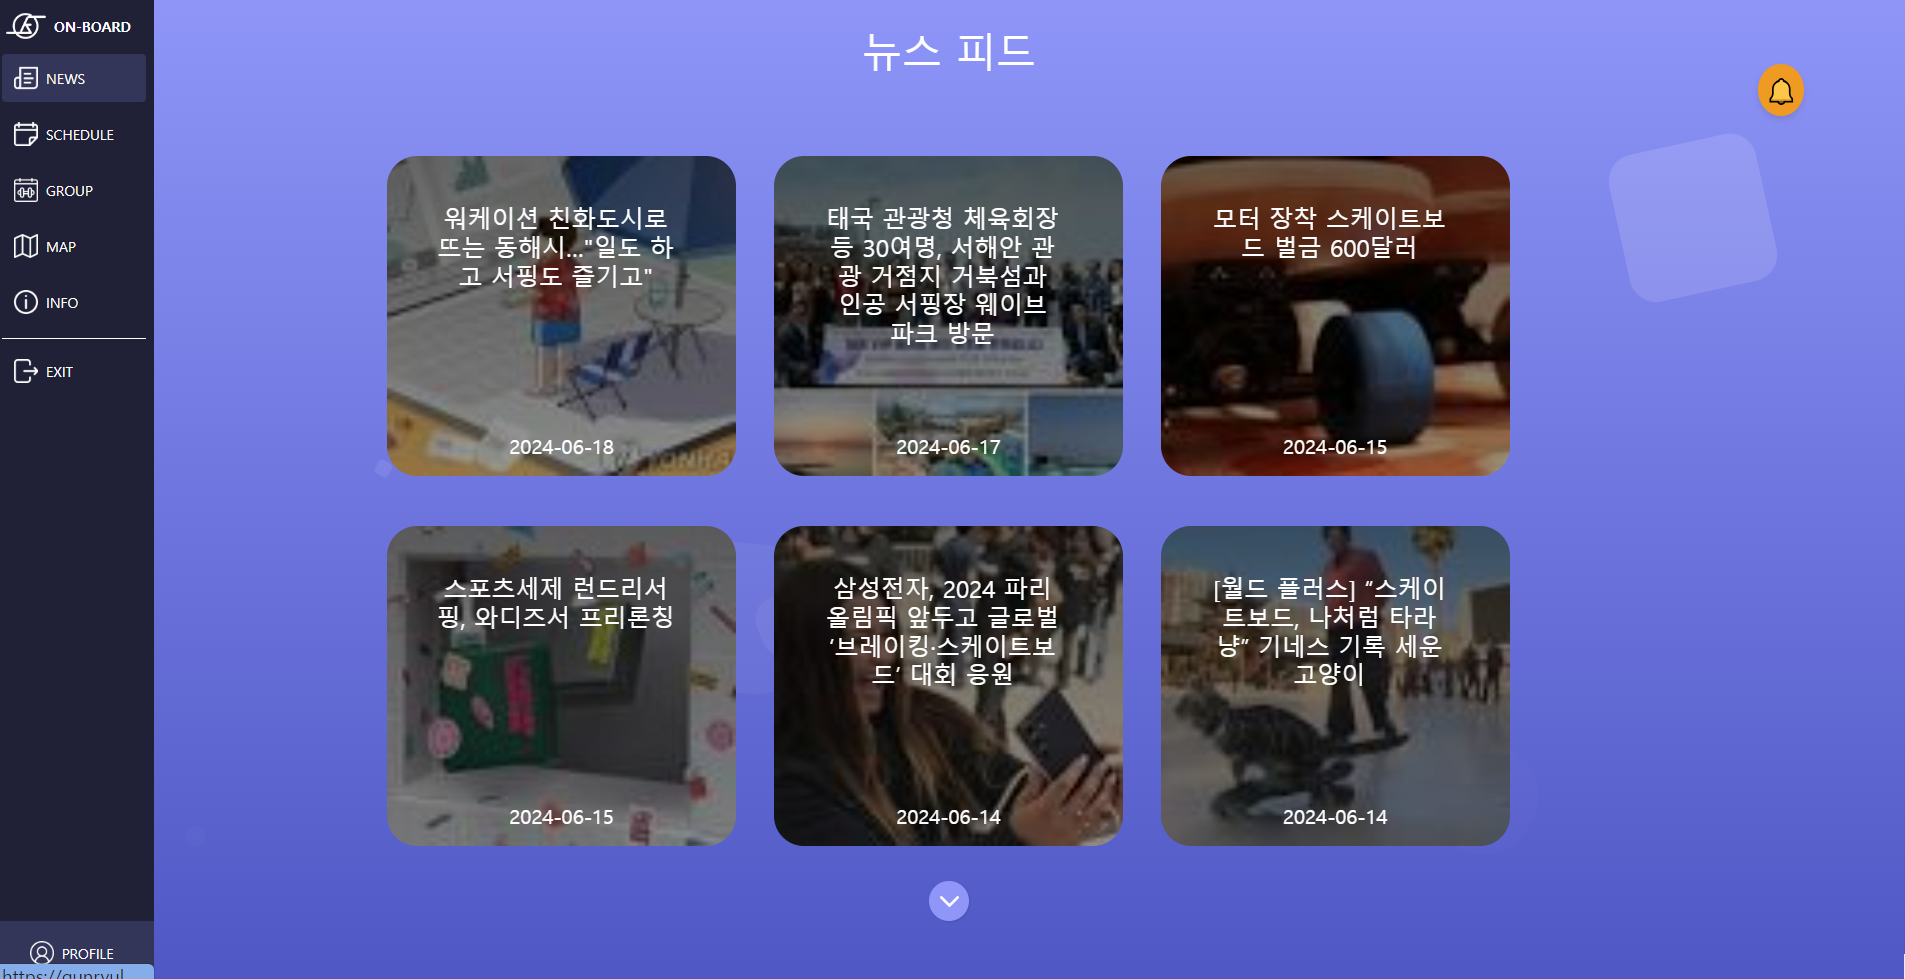 ON-BOARD
NEWS
SCHEDULE
GROUP
MAP
INFO
EXIT
PROFILE
뉴스 피드
워케이션 친화도시로
뜨는 동해시..."일도 하
고 서핑도 즐기고"
2024-06-18
태국 관광청 체육회장
등 30여명, 서해안 관
광 거점지 거북섬과
인공 서핑장 웨이브
파크 방문
2024-06-17
모터 장착 스케이트보
드 벌금 600달러
2024-06-15
스포츠세제 런드리서
핑, 와디즈서 프리론칭
2024-06-15
삼성전자, 2024 파리
올림픽 앞두고 글로벌
‘브레이킹·스케이트보
드’ 대회 응원
2024-06-14
[월드 플러스] “스케이
트보드, 나처럼 타라
냥” 기네스 기록 세운
고양이
2024-06-14